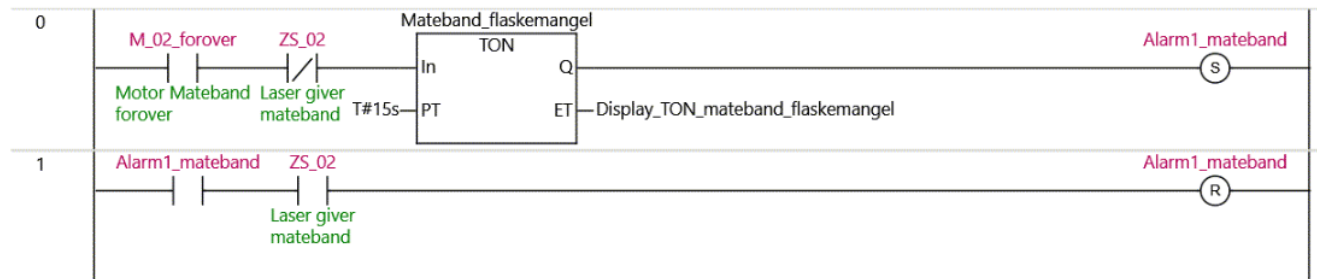 0
Mateband_flaskemangel
M_02_forover ZS_02 TON Alarm1_mateband
In Q S
Motor Mateband Laser giver
forover mateband T#15s PT ET Display_TON_mateband_flaskemangel
1
Alarm1_mateband ZS_02 Alarm1_mateband
R
Laser giver
mateband